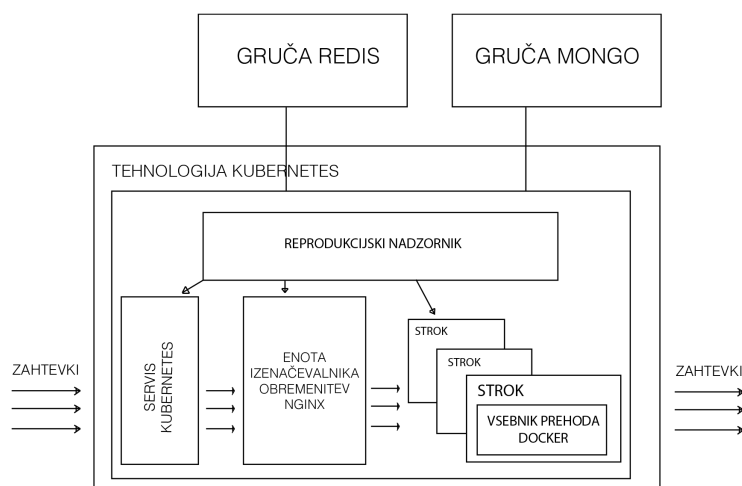 GRUČA REDIS
GRUČA MONGO
TEHNOLOGIJA KUBERNETES
REPRODUKCIJSKI NADZORNIK
ZAHTEVKI
SERVIS
KUBERNETES
ENOTA
IZENAČEVALNIKA
OBREMENITEV
NGINX
STROK
STROK
STROK
VSEBNIK PREHODA
DOCKER
ZAHTEVKI